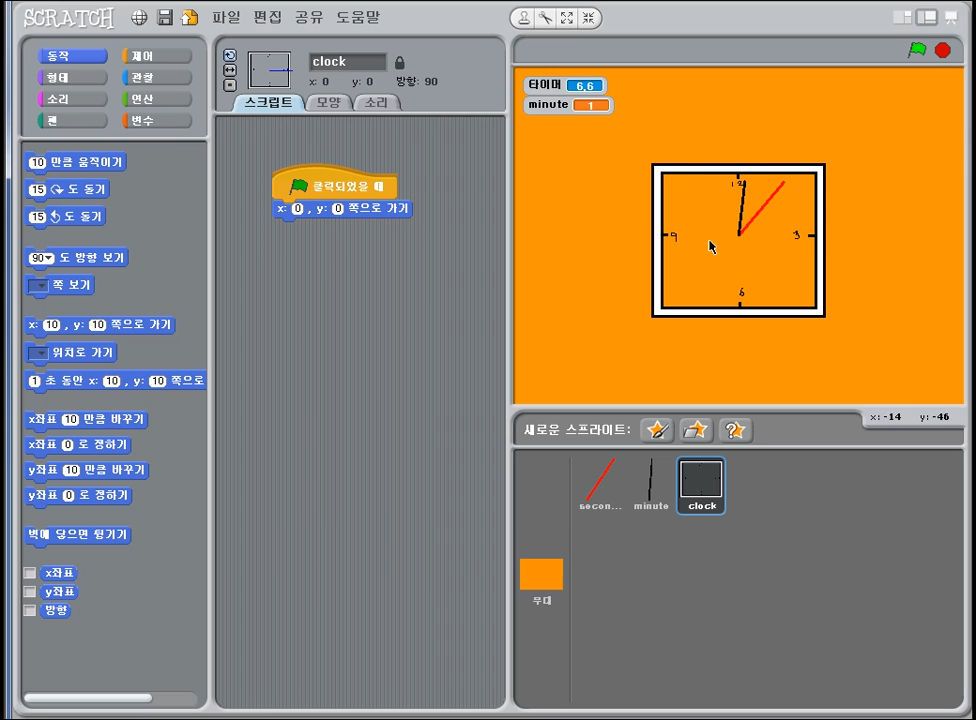 SCRATCH 파일 편집 공유 도움말
동작 제어
형태 관찰
소리 연산
펜 변수
10 만큼 움직이기
15 도 돌기
15 도 돌기
90 도 방향 보기
쪽 보기
x: 10 , y: 10 쪽으로 가기
위치로 가기
1 초 동안 x: 10 , y: 10 쪽으로
x좌표 10 만큼 바꾸기
x좌표 0 로 정하기
y좌표 10 만큼 바꾸기
y좌표 0 로 정하기
벽에 닿으면 튕기기
x좌표
y좌표
방향
clock
x: 0 y: 0 방향: 90
스크립트 모양 소리
클릭되었을 때
x: 0 , y: 0 쪽으로 가기
타이머 6,6
minute 1
12
9 3
6
x: -14 y: -46
새로운 스프라이트:
secon... minute clock
무대